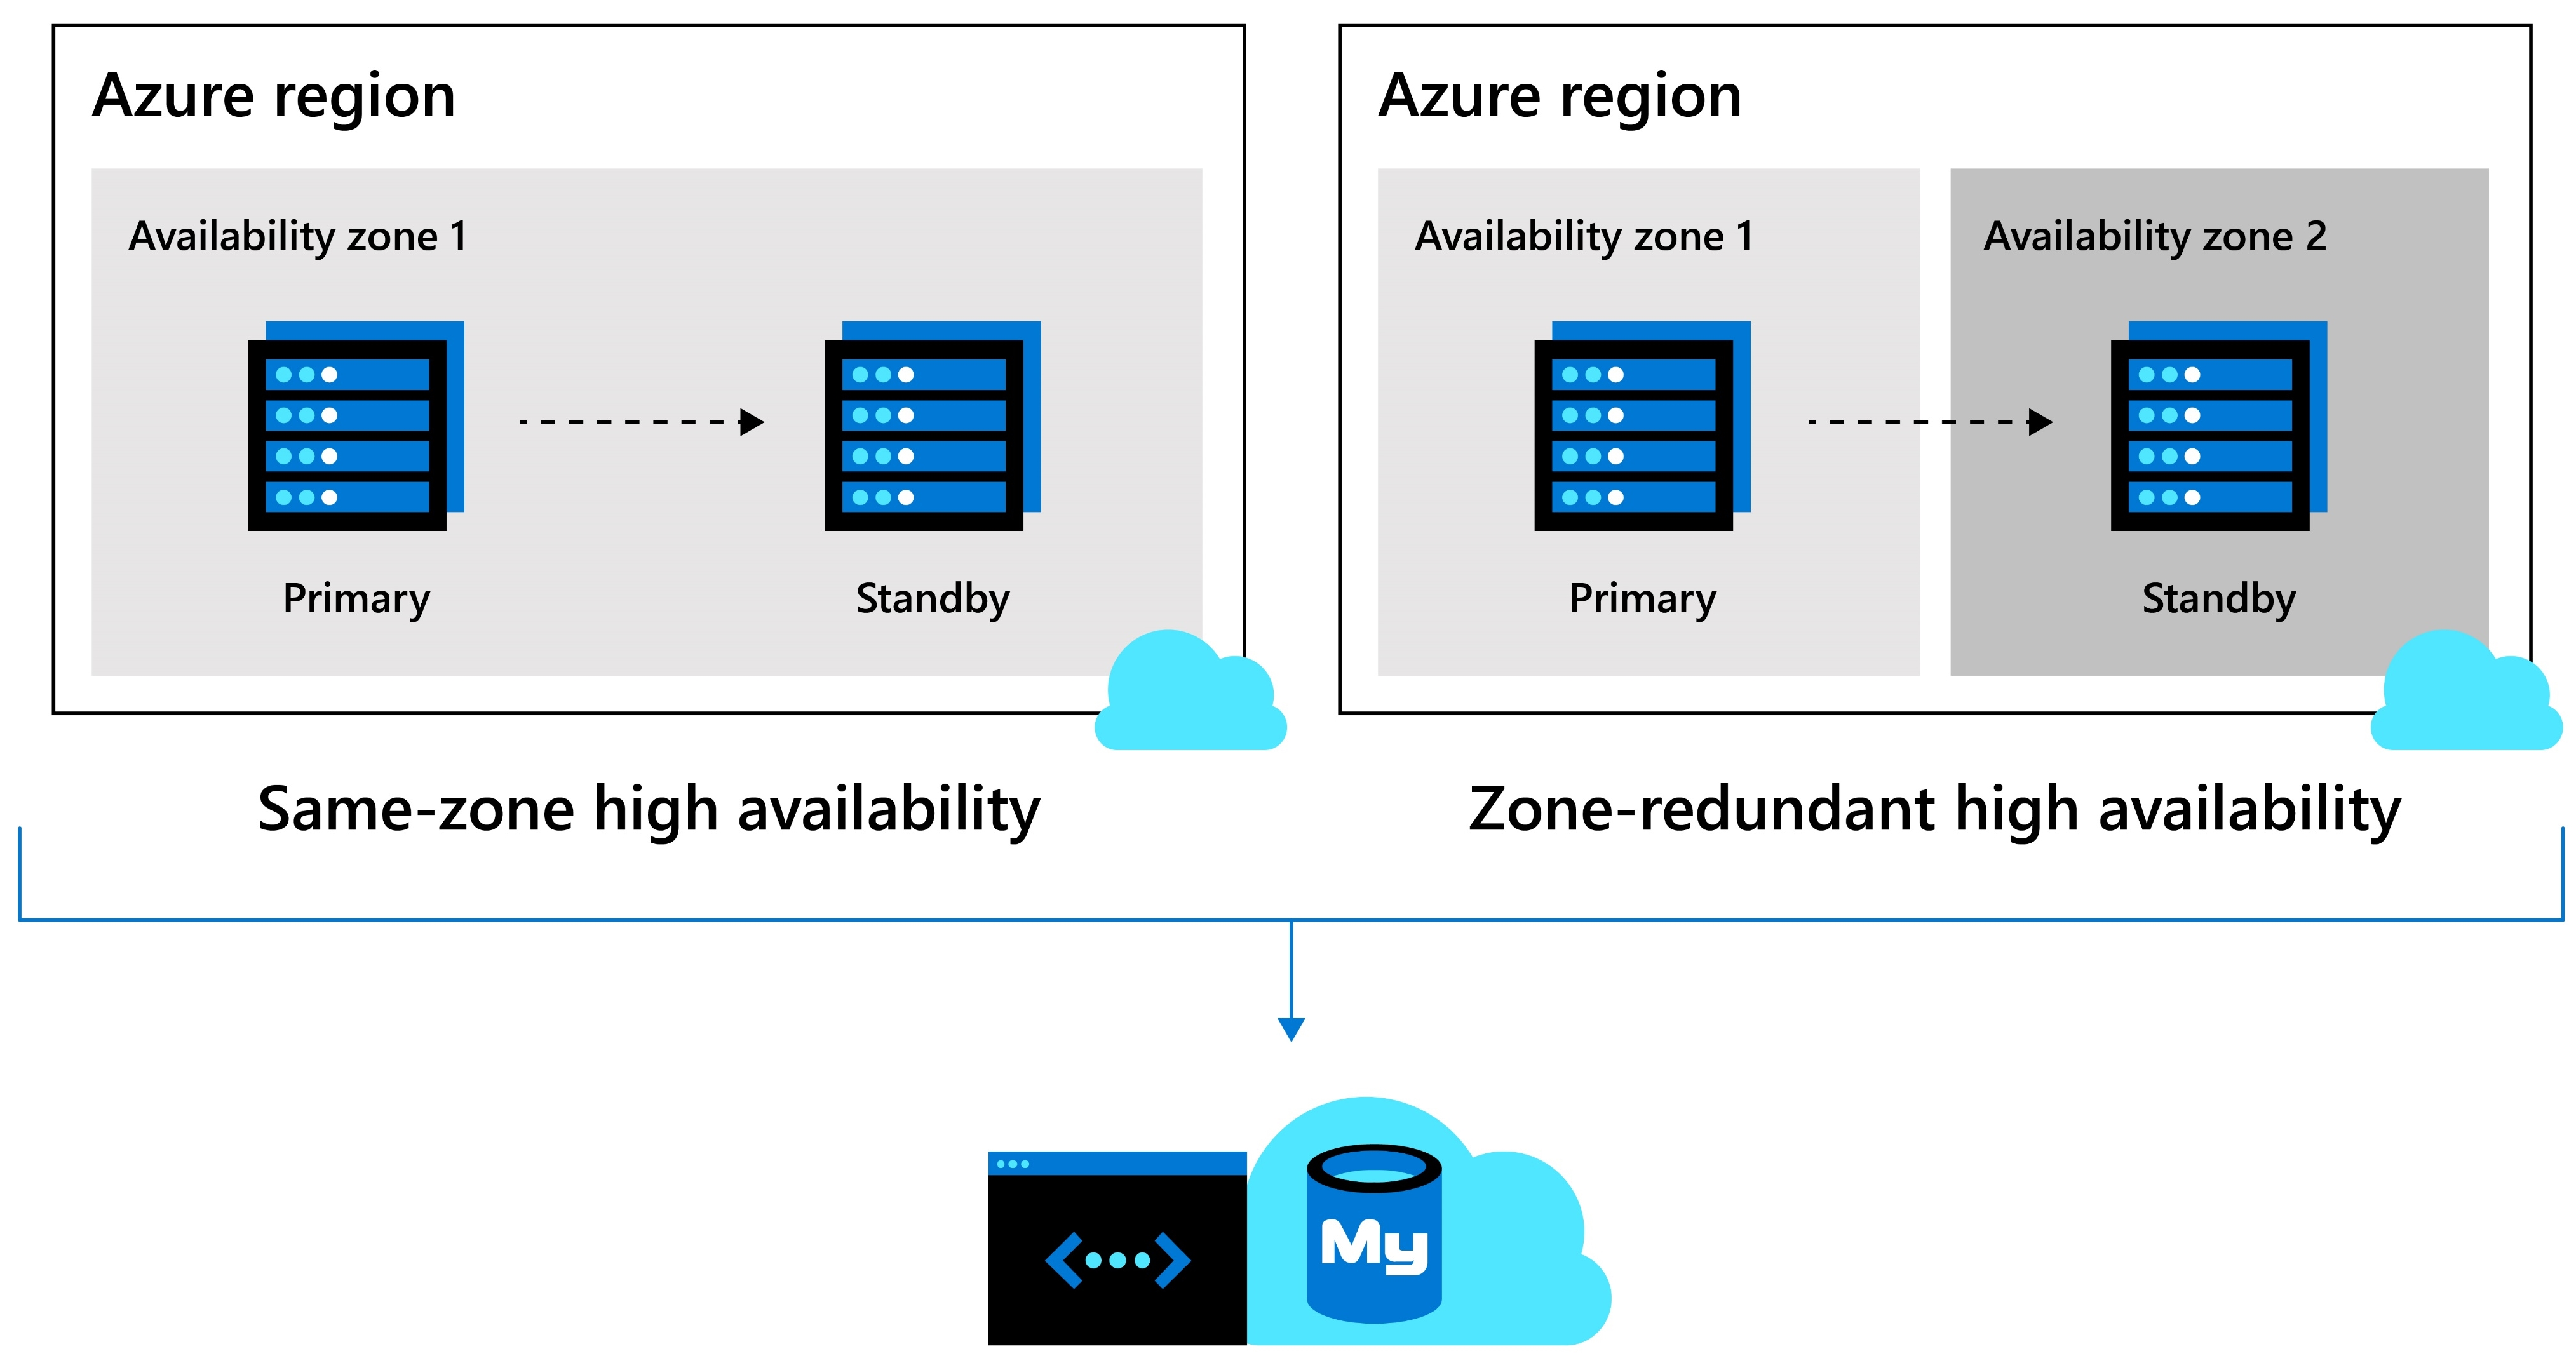 Azure region
Availability zone 1
Primary
Standby
Same-zone high availability
Azure region
Availability zone 1
Primary
Availability zone 2
Standby
Zone-redundant high availability
My